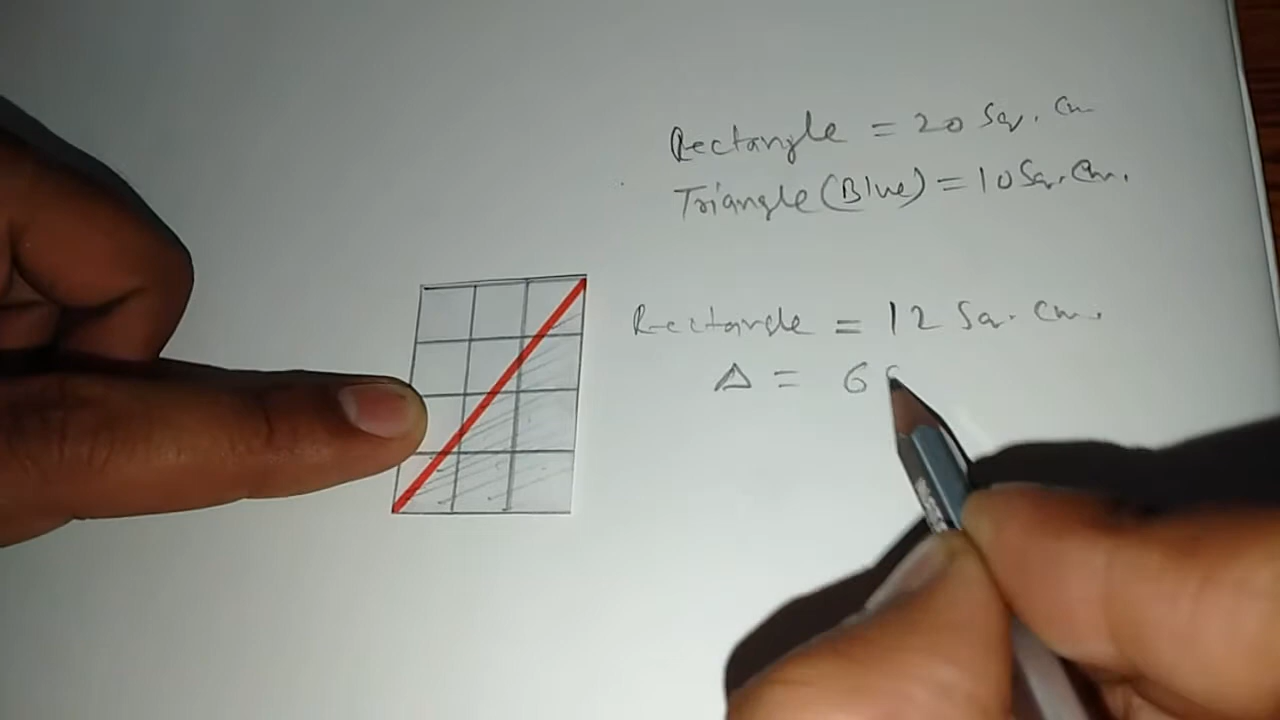 Rectangle = 20 Sq. Cm
Triangle (Blue) = 10 Sq. Cm.
Rectangle = 12 Sq. Cm.
Δ = 6 S